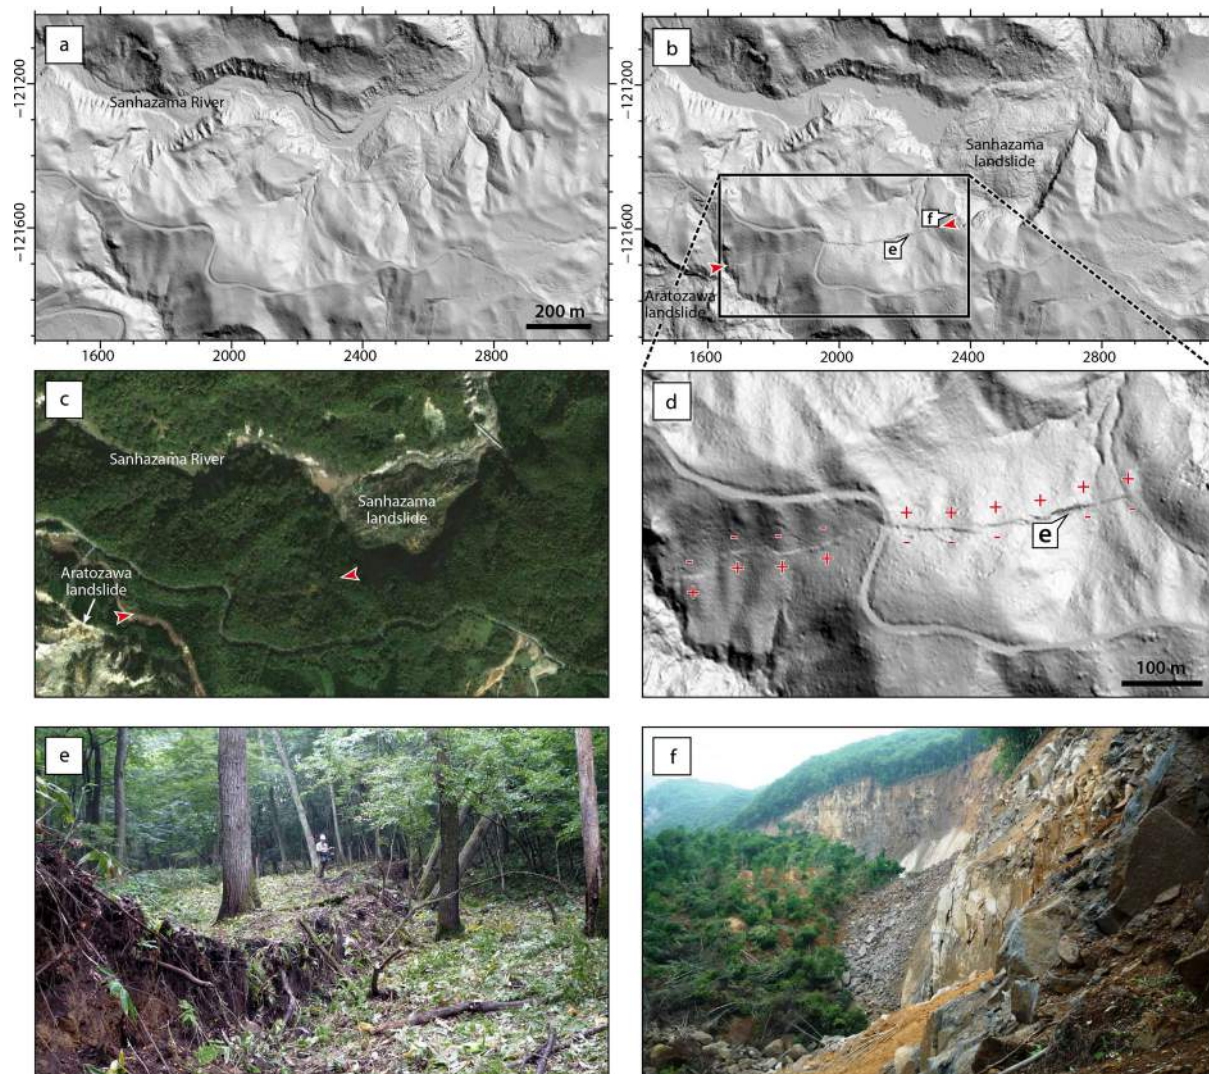 a
Sanhazama River
200 m
−121200
−121600
1600
2000
2400
2800
b
Sanhazama
landslide
f
e
Aratozawa
landslide
−121200
−121600
1600
2000
2400
2800
c
Sanhazama River
Sanhazama
landslide
Aratozawa
landslide
d
+ + + + + +
- - - - -
e
- - - -
+ + + +
100 m
e
f